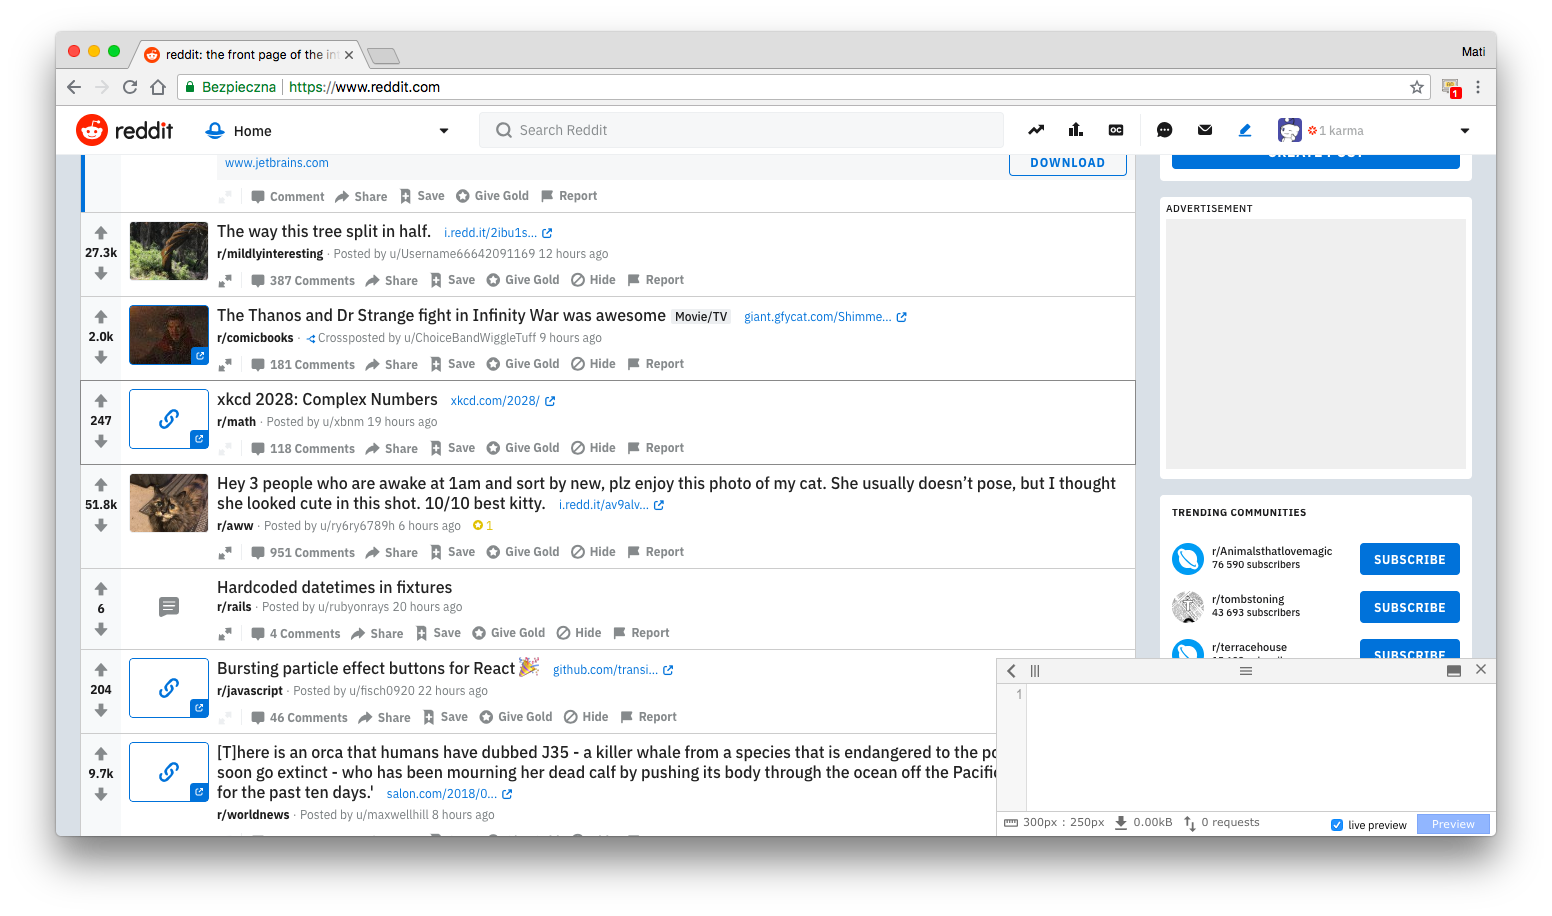 reddit: the front page of the int
Mati
Bezpieczna
https://www.reddit.com
1
reddit
Home
Search Reddit
OC
1 karma
www.jetbrains.com
DOWNLOAD
Comment Share Save Give Gold Report
27.3k
The way this tree split in half. i.redd.it/2ibu1s...
r/mildlyinteresting · Posted by u/Username66642091169 12 hours ago
387 Comments Share Save Give Gold Hide Report
2.0k
The Thanos and Dr Strange fight in Infinity War was awesome Movie/TV giant.gfycat.com/Shimme...
r/comicbooks · Crossposted by u/ChoiceBandWiggleTuff 9 hours ago
181 Comments Share Save Give Gold Hide Report
247
xkcd 2028: Complex Numbers xkcd.com/2028/
r/math · Posted by u/xbnm 19 hours ago
118 Comments Share Save Give Gold Hide Report
51.8k
Hey 3 people who are awake at 1am and sort by new, plz enjoy this photo of my cat. She usually doesn’t pose, but I thought
she looked cute in this shot. 10/10 best kitty. i.redd.it/av9alv...
r/aww · Posted by u/ry6ry6789h 6 hours ago 1
951 Comments Share Save Give Gold Hide Report
6
Hardcoded datetimes in fixtures
r/rails · Posted by u/rubyonrays 20 hours ago
4 Comments Share Save Give Gold Hide Report
204
Bursting particle effect buttons for React🎉 github.com/transi...
r/javascript · Posted by u/fisch0920 22 hours ago
46 Comments Share Save Give Gold Hide Report
9.7k
[T]here is an orca that humans have dubbed J35 - a killer whale from a species that is endangered to the po
soon go extinct - who has been mourning her dead calf by pushing its body through the ocean off the Pacific
for the past ten days.' salon.com/2018/0...
r/worldnews · Posted by u/maxwellhill 8 hours ago
CREATE POST
ADVERTISEMENT
TRENDING COMMUNITIES
r/Animalsthatlovemagic
76 590 subscribers
SUBSCRIBE
r/tombstoning
43 693 subscribers
SUBSCRIBE
r/terracehouse
SUBSCRIBE
1
300px : 250px 0.00kB 0 requests
live preview
Preview